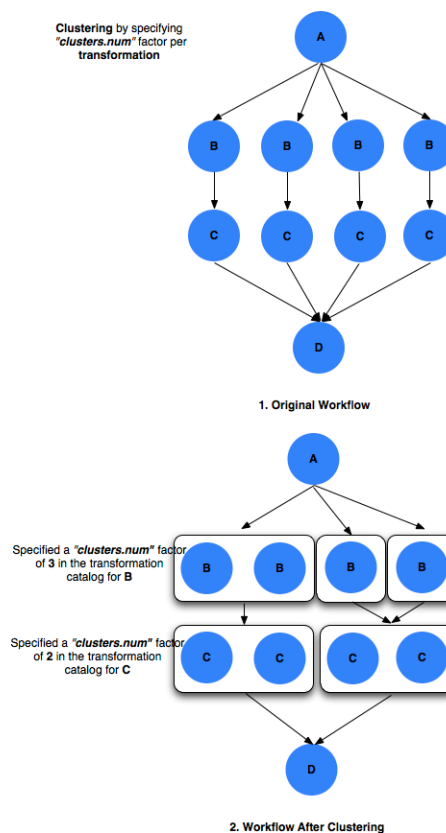 Clustering by specifying
"clusters.num" factor per
transformation
A
B B B B
C C C C
D
1. Original Workflow
A
Specified a "clusters.num" factor
of 3 in the transformation
catalog for B
B B B B
Specified a "clusters.num" factor
of 2 in the transformation
catalog for C
C C C C
D
2. Workflow After Clustering